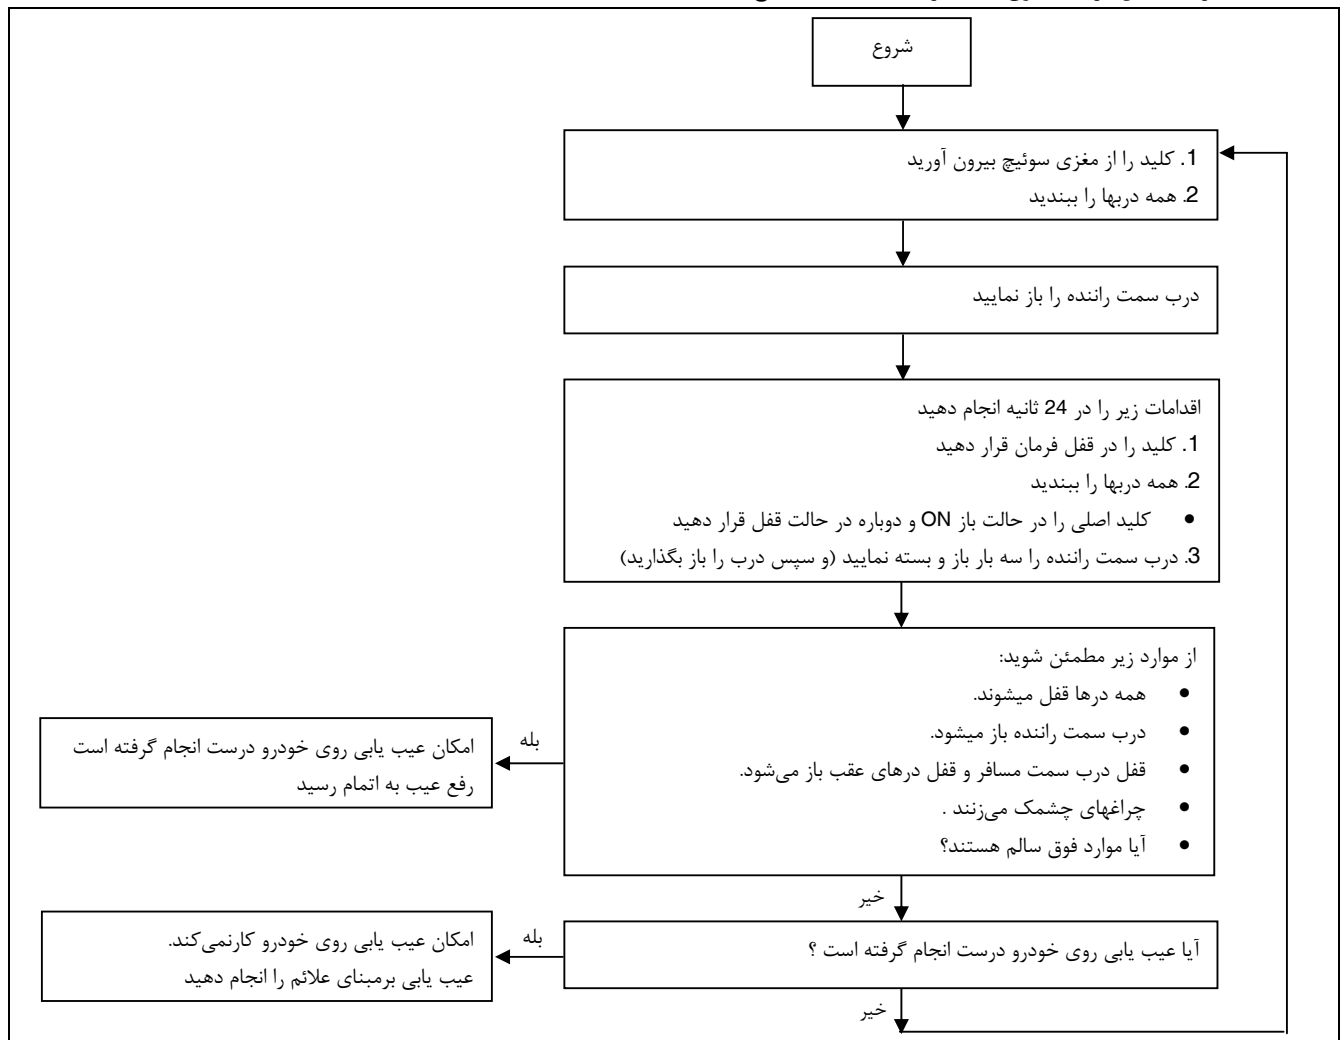 شروع
1. کلید را از مغزی سوئیچ بیرون آورید
2. همه دربها را ببندید
درب سمت راننده را باز نمایید
اقدامات زیر را در 24 ثانیه انجام دهید
1. کلید را در قفل فرمان قرار دهید
2. همه دربها را ببندید
• کلید اصلی را در حالت باز ON و دوباره در حالت قفل قرار دهید
3. درب سمت راننده را سه بار باز و بسته نمایید (و سپس درب را باز بگذارید)
از موارد زیر مطمئن شوید:
• همه درها قفل میشوند.
• درب سمت راننده باز میشود.
• قفل درب سمت مسافر و قفل درهای عقب باز می‌شود.
• چراغهای چشمک می‌زنند .
• آیا موارد فوق سالم هستند؟
بله
امکان عیب یابی روی خودرو درست انجام گرفته است
رفع عیب به اتمام رسید
خیر
آیا عیب یابی روی خودرو درست انجام گرفته است ؟
بله
امکان عیب یابی روی خودرو کارنمی‌کند.
عیب یابی برمبنای علائم را انجام دهید
خیر